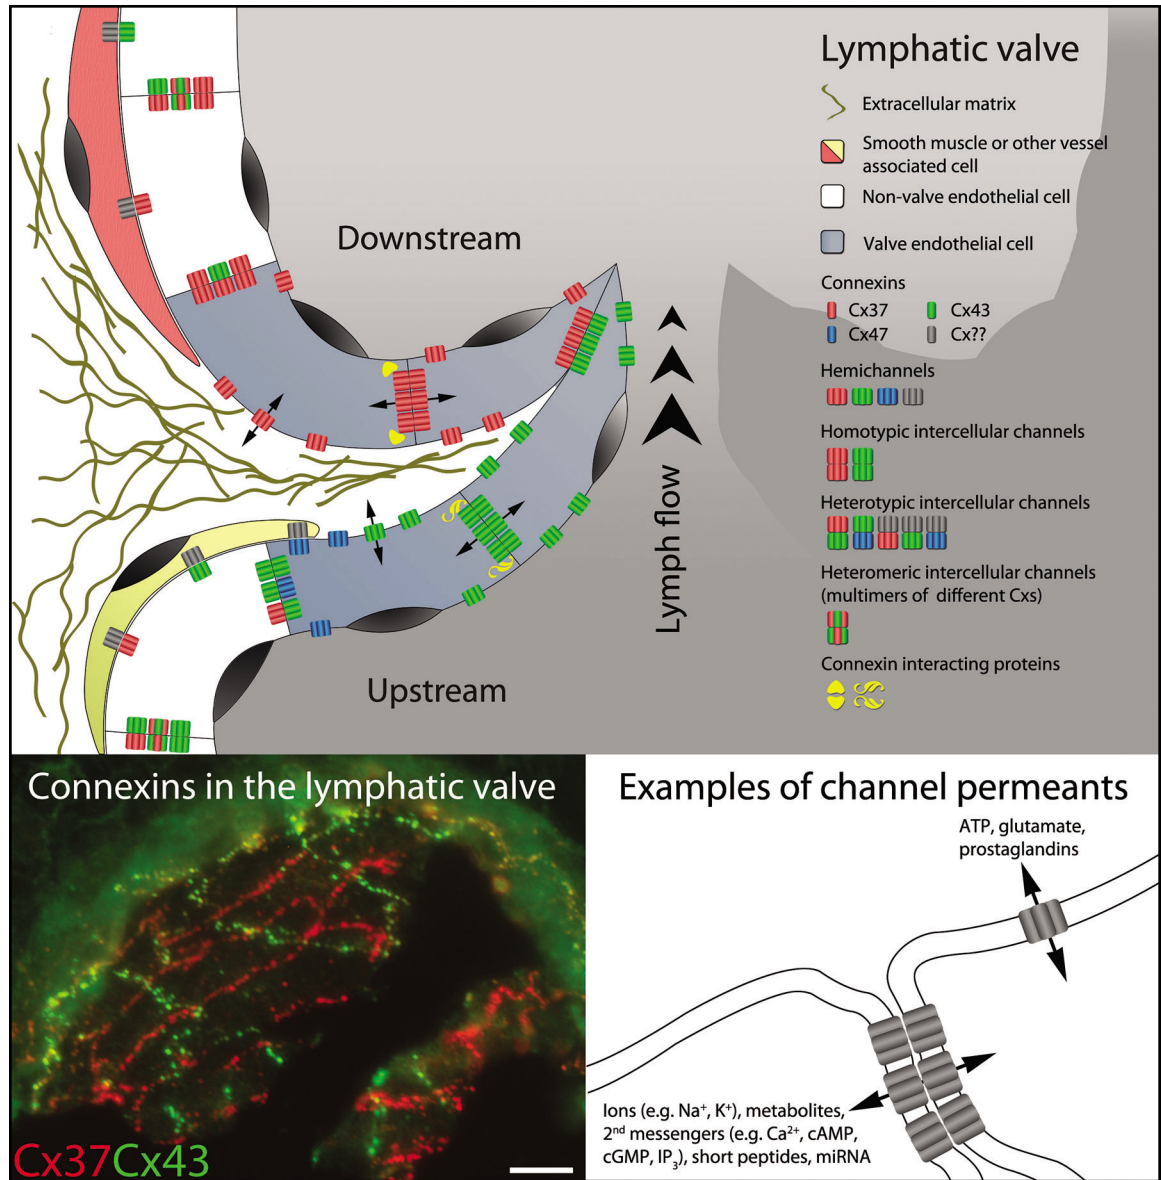 Lymphatic valve
Extracellular matrix
Smooth muscle or other vessel
associated cell
Non-valve endothelial cell
Valve endothelial cell
Connexins
Cx37 Cx43
Cx47 Cx??
Hemichannels
Homotypic intercellular channels
Heterotypic intercellular channels
Heteromeric intercellular channels
(multimers of different Cxs)
Connexin interacting proteins
Downstream
Lymph flow
Upstream
Connexins in the lymphatic valve
Cx37Cx43
Examples of channel permeants
ATP, glutamate,
prostaglandins
Ions (e.g. Na⁺, K⁺), metabolites,
2ⁿᵈ messengers (e.g. Ca²⁺, cAMP,
cGMP, IP₃), short peptides, miRNA